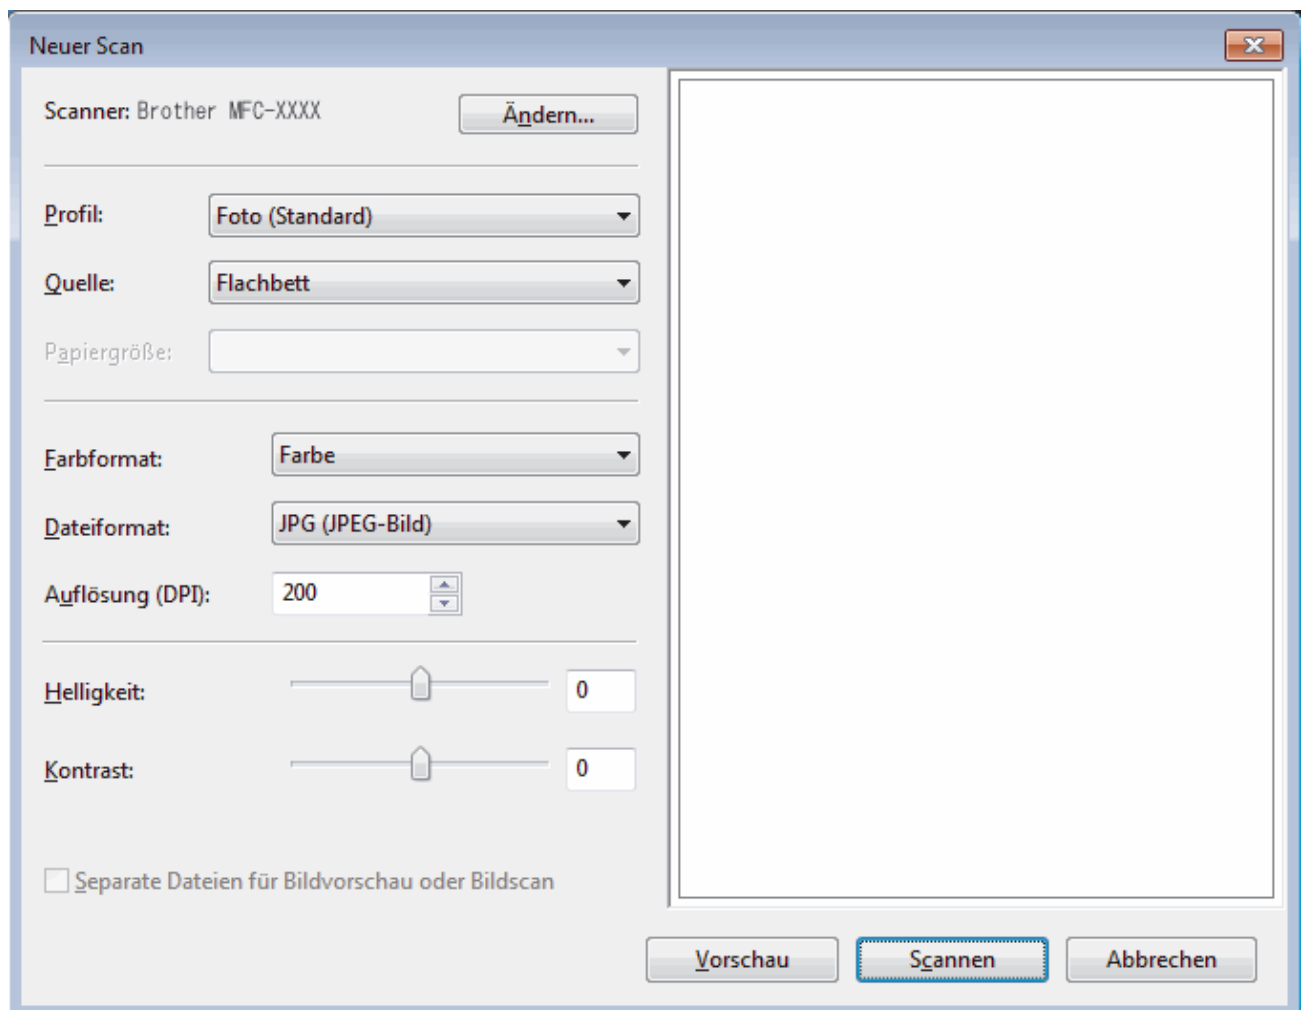 Neuer Scan
Scanner: Brother MFC-XXXX Ändern...
Profil: Foto (Standard)
Quelle: Flachbett
Papiergröße:
Farbformat: Farbe
Dateiformat: JPG (JPEG-Bild)
Auflösung (DPI): 200
Helligkeit: 0
Kontrast: 0
Separate Dateien für Bildvorschau oder Bildscan
Vorschau Scannen Abbrechen